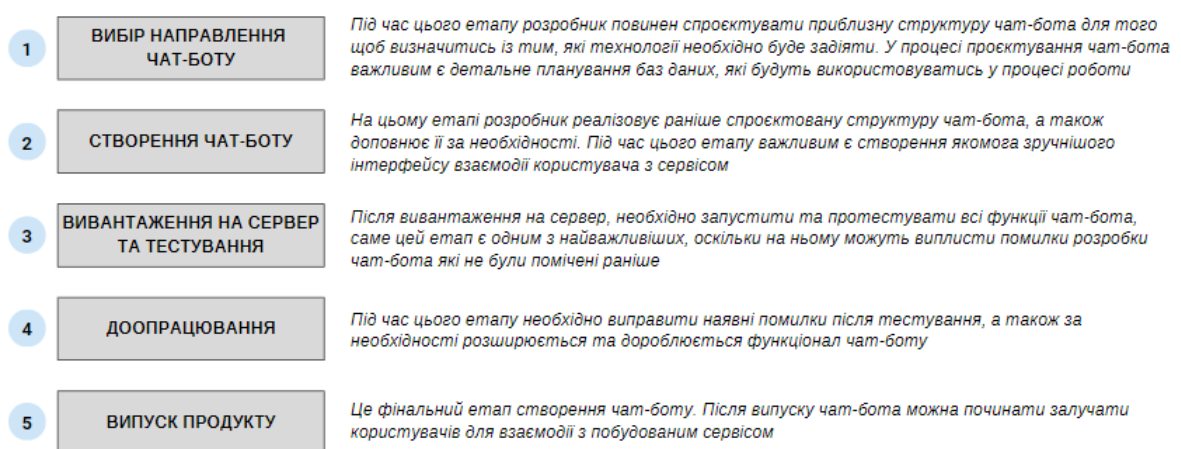 1
ВИБІР НАПРАВЛЕННЯ
ЧАТ-БОТУ
Під час цього етапу розробник повинен спроєктувати приблизну структуру чат-бота для того
щоб визначитись із тим, які технології необхідно буде задіяти. У процесі проєктування чат-бота
важливим є детальне планування баз даних, які будуть використовуватись у процесі роботи
2
СТВОРЕННЯ ЧАТ-БОТУ
На цьому етапі розробник реалізовує раніше спроєктовану структуру чат-бота, а також
доповнює її за необхідності. Під час цього етапу важливим є створення якомога зручнішого
інтерфейсу взаємодії користувача з сервісом
3
ВИВАНТАЖЕННЯ НА СЕРВЕР
ТА ТЕСТУВАННЯ
Після вивантаження на сервер, необхідно запустити та протестувати всі функції чат-бота,
саме цей етап є одним з найважливіших, оскільки на ньому можуть виплисти помилки розробки
чат-бота які не були помічені раніше
4
ДООПРАЦЮВАННЯ
Під час цього етапу необхідно виправити наявні помилки після тестування, а також за
необхідності розширюється та дороблюється функціонал чат-боту
5
ВИПУСК ПРОДУКТУ
Це фінальний етап створення чат-боту. Після випуску чат-бота можна починати залучати
користувачів для взаємодії з побудованим сервісом